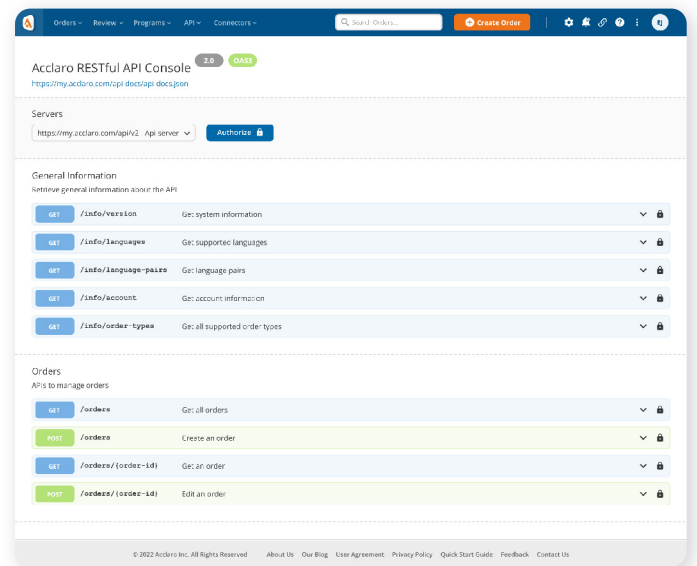 Orders Review Programs API Connectors Search Orders... Create Order
Acclaro RESTful API Console 2.0 OAS3
https://my.acclaro.com/api-docs/api-docs.json
Servers
https://my.acclaro.com/api/v2 - Api server Authorize
General Information
Retrieve general information about the API
GET /info/version Get system information
GET /info/languages Get supported languages
GET /info/language-pairs Get language pairs
GET /info/account Get account information
GET /info/order-types Get all supported order types
Orders
APIs to manage orders
GET /orders Get all orders
POST /orders Create an order
GET /orders/{order-id} Get an order
POST /orders/{order-id} Edit an order
© 2022 Acclaro Inc. All Rights Reserved About Us Our Blog User Agreement Privacy Policy Quick Start Guide Feedback Contact Us